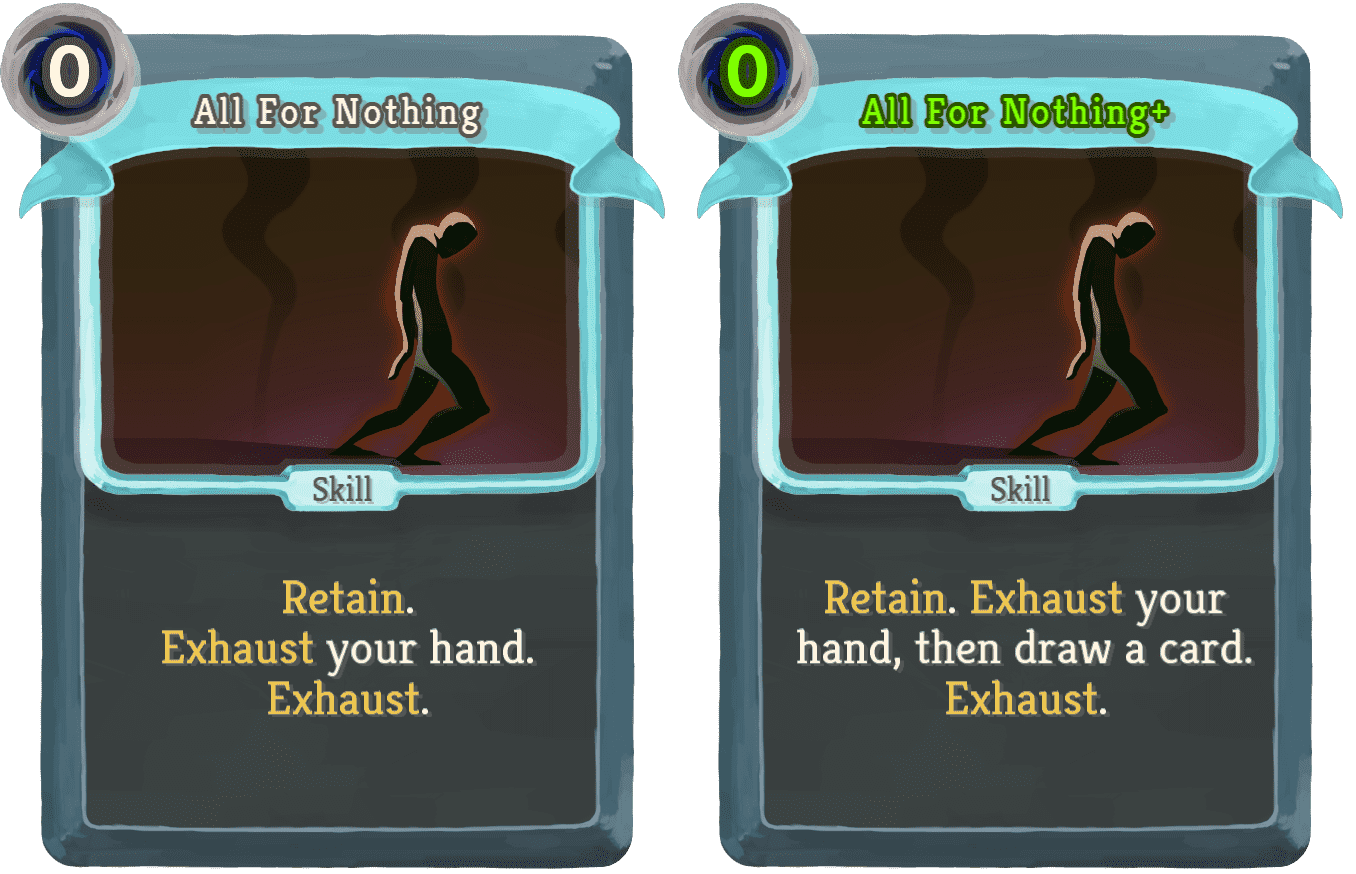 0
All For Nothing
Skill
Retain.
Exhaust your hand.
Exhaust.
0
All For Nothing+
Skill
Retain. Exhaust your
hand, then draw a card.
Exhaust.